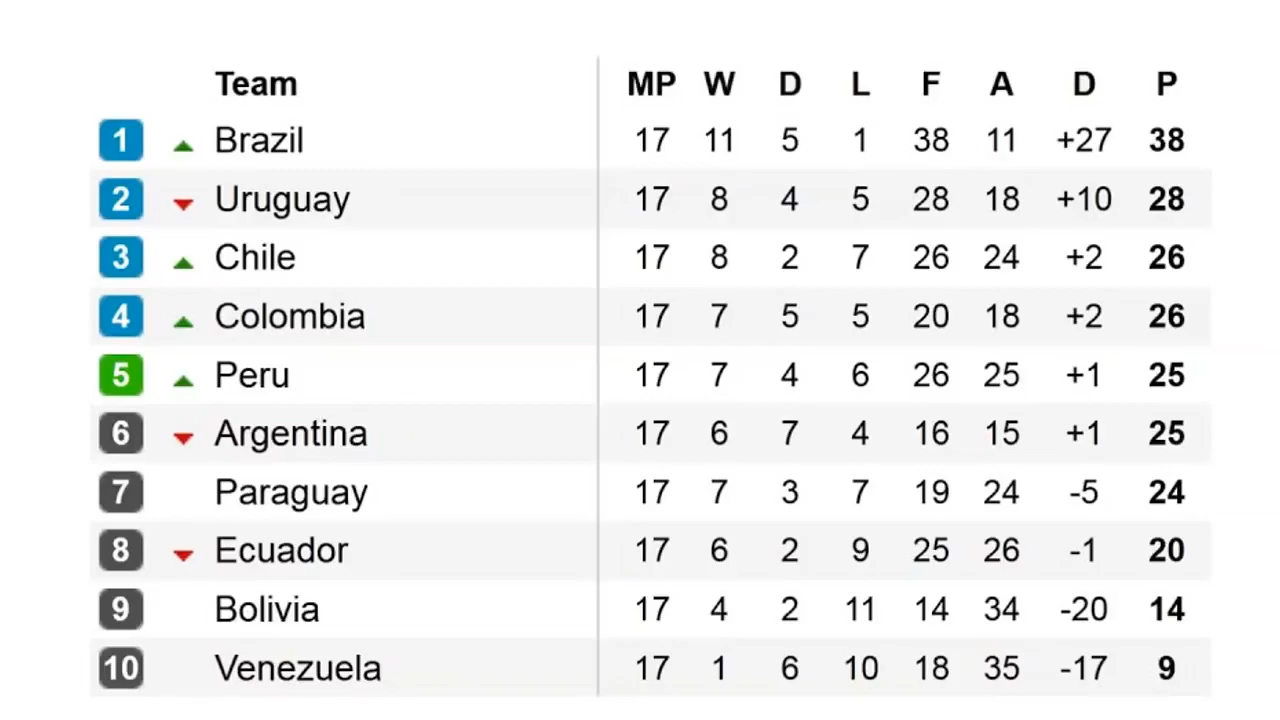 Team MP W D L F A D P
1 Brazil 17 11 5 1 38 11 +27 38
2 Uruguay 17 8 4 5 28 18 +10 28
3 Chile 17 8 2 7 26 24 +2 26
4 Colombia 17 7 5 5 20 18 +2 26
5 Peru 17 7 4 6 26 25 +1 25
6 Argentina 17 6 7 4 16 15 +1 25
7 Paraguay 17 7 3 7 19 24 -5 24
8 Ecuador 17 6 2 9 25 26 -1 20
9 Bolivia 17 4 2 11 14 34 -20 14
10 Venezuela 17 1 6 10 18 35 -17 9